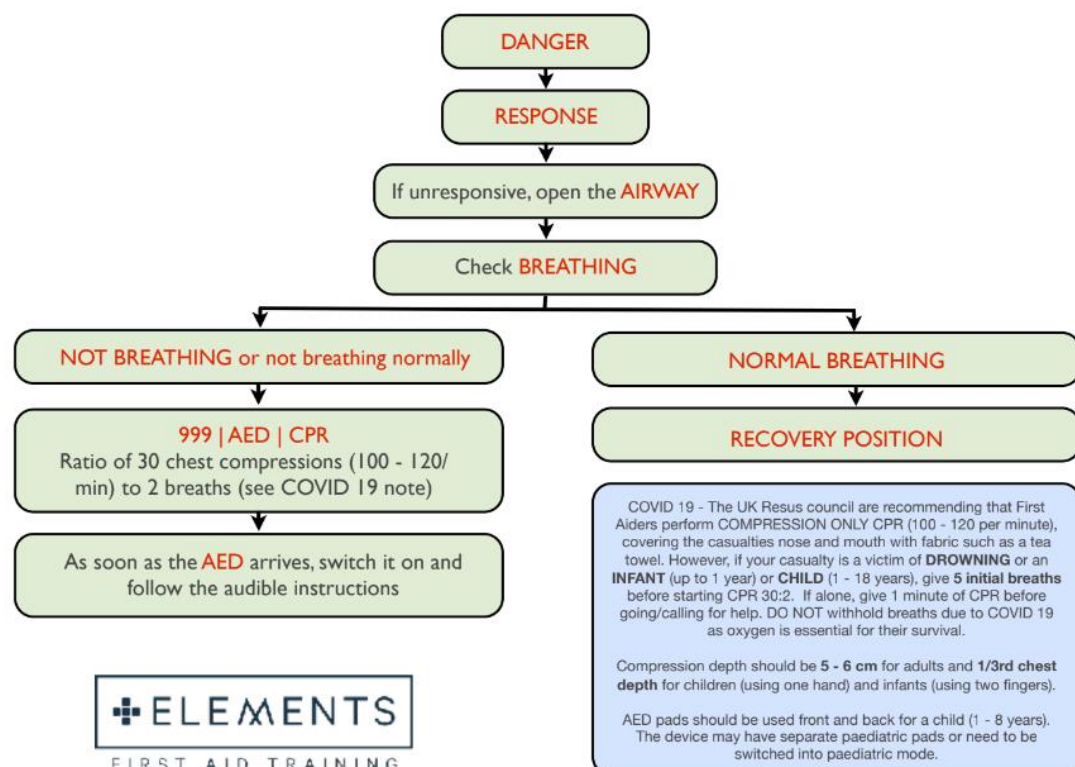 DANGER
RESPONSE
If unresponsive, open the AIRWAY
Check BREATHING
NOT BREATHING or not breathing normally
999 | AED | CPR
Ratio of 30 chest compressions (100 - 120/
min) to 2 breaths (see COVID 19 note)
As soon as the AED arrives, switch it on and
follow the audible instructions
NORMAL BREATHING
RECOVERY POSITION
COVID 19 - The UK Resus council are recommending that First
Aiders perform COMPRESSION ONLY CPR (100 - 120 per minute),
covering the casualties nose and mouth with fabric such as a tea
towel. However, if your casualty is a victim of DROWNING or an
INFANT (up to 1 year) or CHILD (1 - 18 years), give 5 initial breaths
before starting CPR 30:2. If alone, give 1 minute of CPR before
going/calling for help. DO NOT withhold breaths due to COVID 19
as oxygen is essential for their survival.
Compression depth should be 5 - 6 cm for adults and 1/3rd chest
depth for children (using one hand) and infants (using two fingers).
AED pads should be used front and back for a child (1 - 8 years).
The device may have separate paediatric pads or need to be
switched into paediatric mode.
ELEMENTS
FIRST AID TRAINING